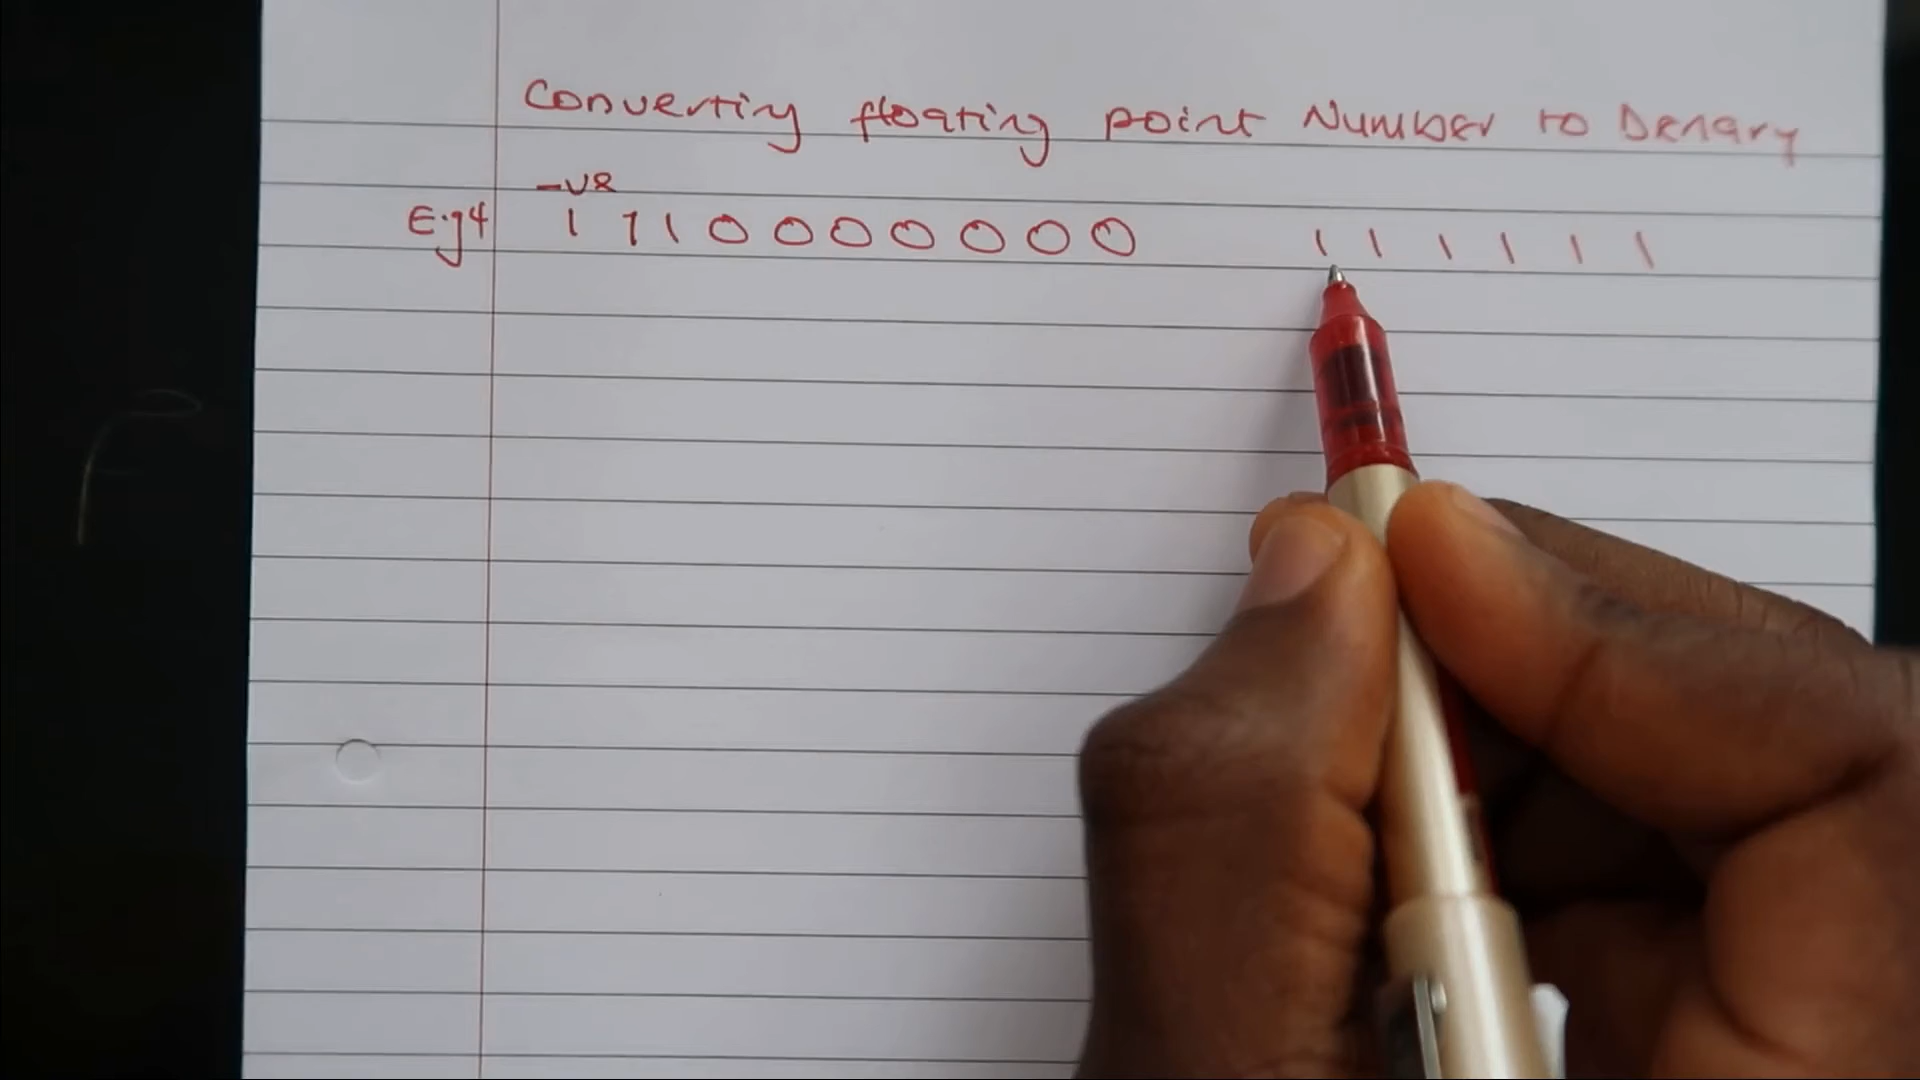 Converting floating point Number to Denary
-ve
E.g4 1 1 1 0 0 0 0 0 0 0 1 1 1 1 1 1